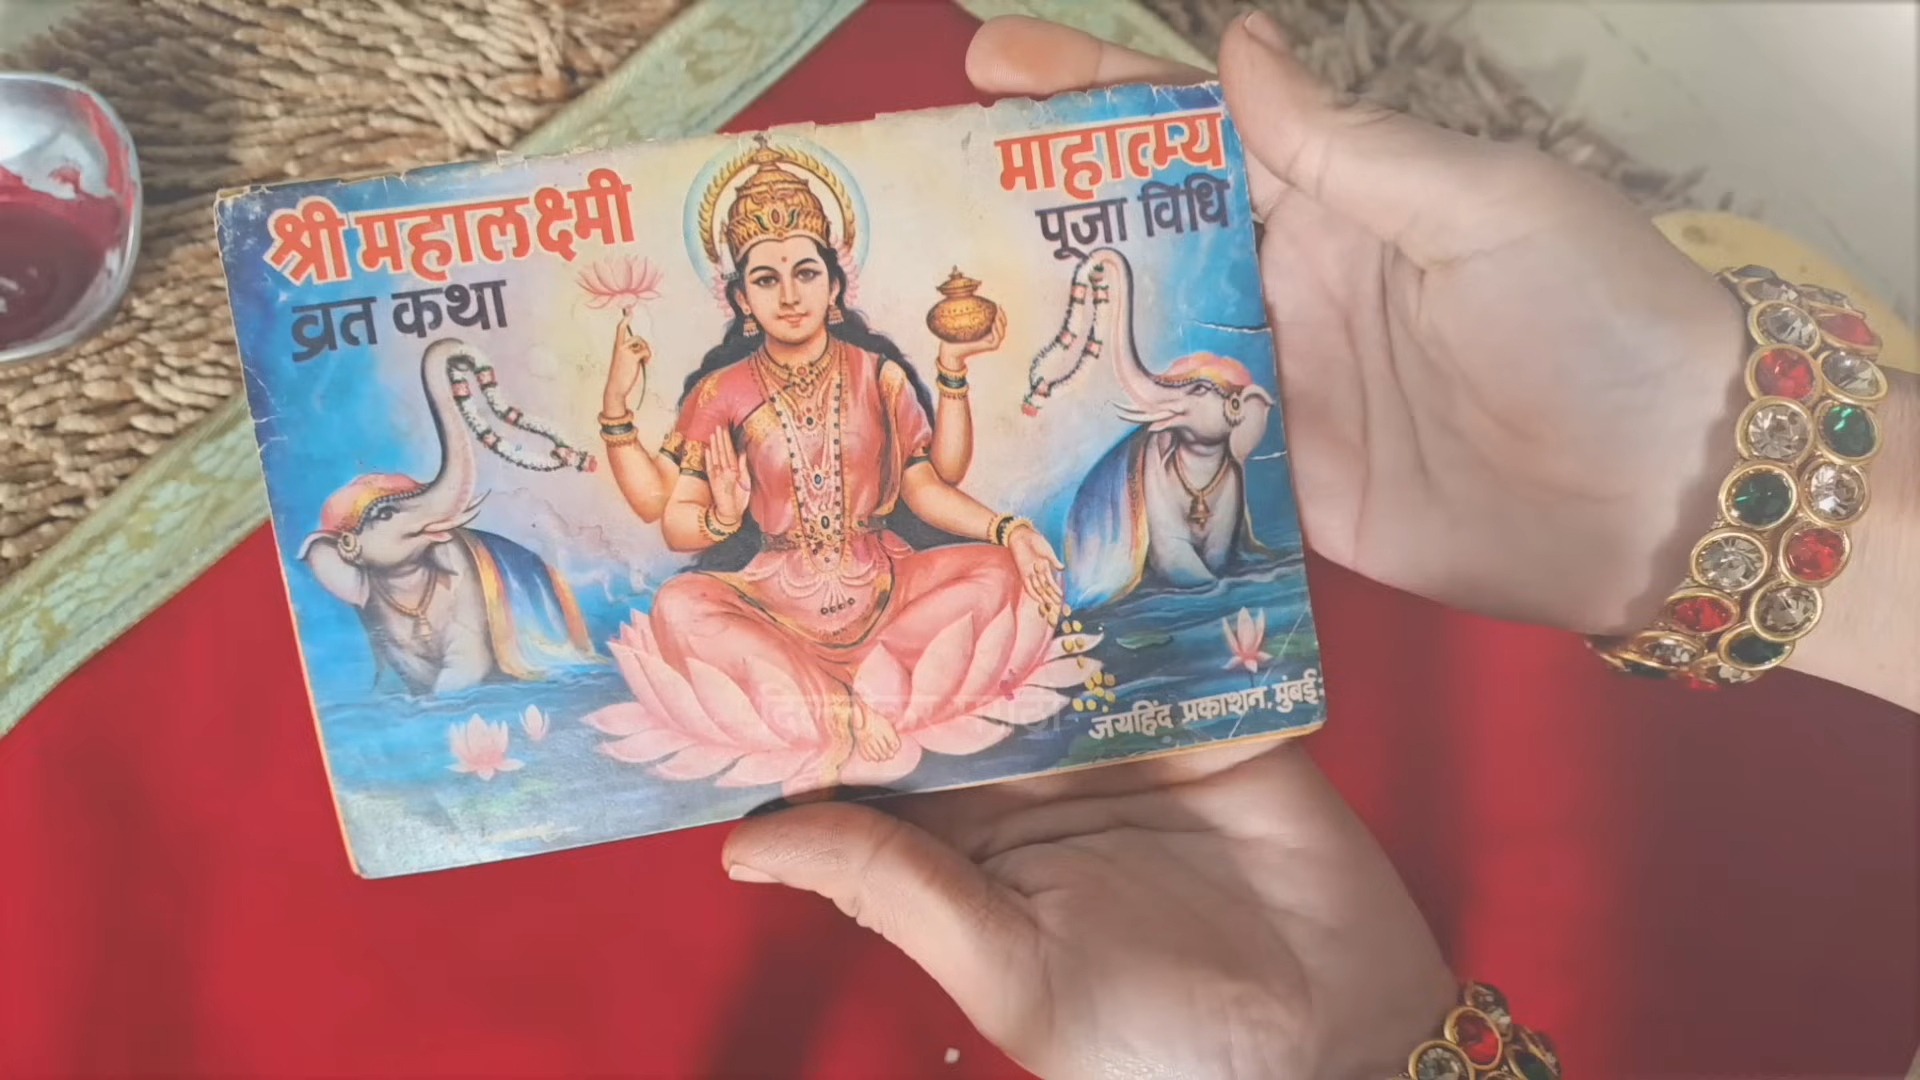 श्री महालक्ष्मी
व्रत कथा
माहात्म्य
पूजा विधि
जयहिंद प्रकाशन, मुंबई: